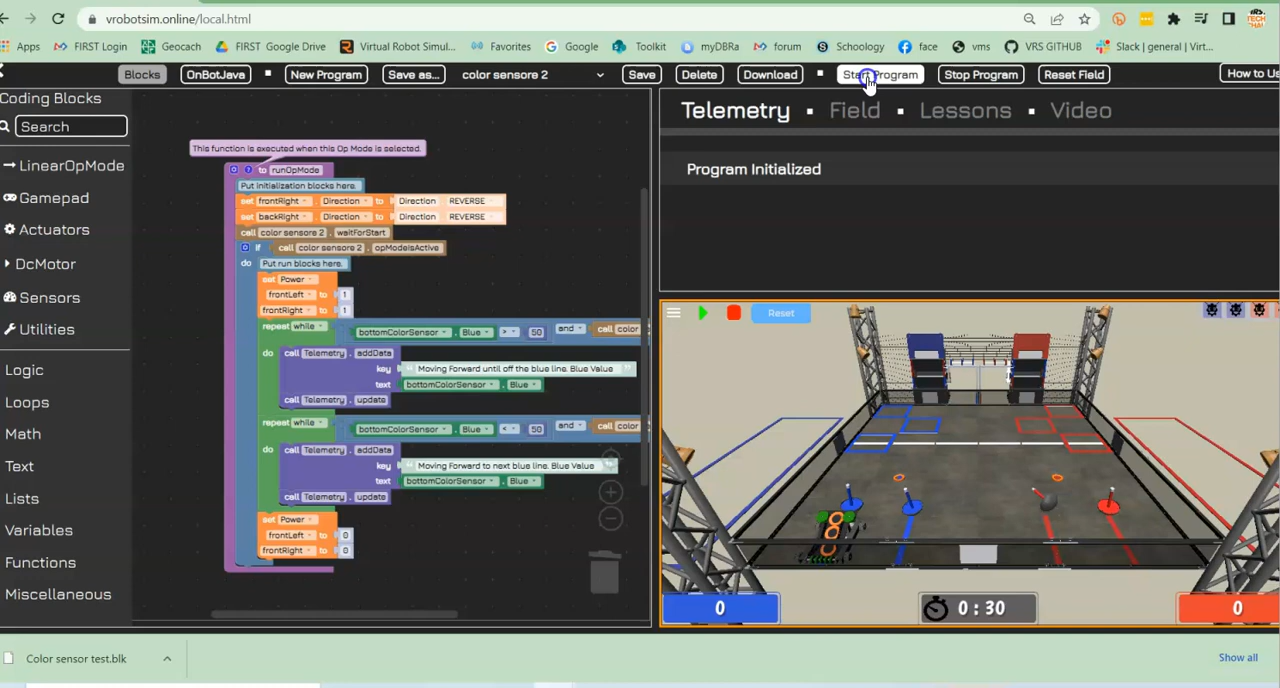 vrobotsim.online/local.html
Apps FIRST Login Geocach FIRST Google Drive Virtual Robot Simul... Favorites Google Toolkit myDBRa forum Schoology face vms VRS GITHUB Slack | general | Virt...
Blocks OnBotJava New Program Save as... color sensore 2 Save Delete Download Start Program Stop Program Reset Field How to Us
Coding Blocks
Search
LinearOpMode
Gamepad
Actuators
DcMotor
Sensors
Utilities
Logic
Loops
Math
Text
Lists
Variables
Functions
Miscellaneous
This function is executed when this Op Mode is selected.
to runOpMode
Put initialization blocks here.
set frontRight . Direction to Direction REVERSE
set backRight . Direction to Direction REVERSE
call color sensore 2 . waitForStart
if call color sensore 2 . opModeIsActive
do Put run blocks here.
set Power
frontLeft to 1
frontRight to 1
repeat while bottomColorSensor . Blue > 50 and call color
do call Telemetry . addData
key " Moving Forward until off the blue line. Blue Value "
text bottomColorSensor . Blue
call Telemetry . update
repeat while bottomColorSensor . Blue < 50 and call color
do call Telemetry . addData
key " Moving Forward to next blue line. Blue Value "
text bottomColorSensor . Blue
call Telemetry . update
set Power
frontLeft to 0
frontRight to 0
Telemetry Field Lessons Video
Program Initialized
Reset
0 0 : 30 0
Color sensor test.blk
Show all